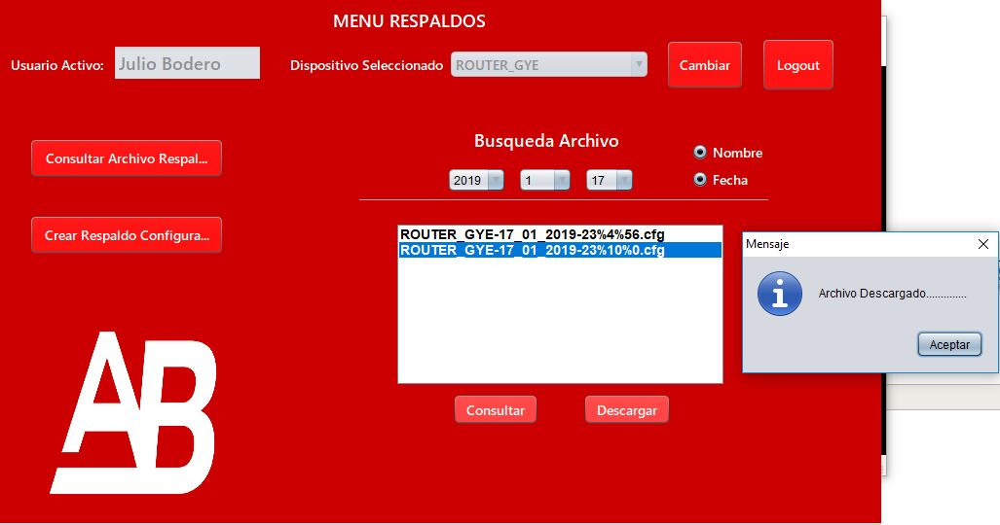 MENU RESPALDOS
Usuario Activo: Julio Bodero Dispositivo Seleccionado ROUTER_GYE Cambiar Logout
Consultar Archivo Respal...
Crear Respaldo Configura...
Busqueda Archivo
Nombre
2019 1 17 Fecha
ROUTER_GYE-17_01_2019-23%4%56.cfg
ROUTER_GYE-17_01_2019-23%10%0.cfg
Consultar Descargar
Mensaje
Archivo Descargado..............
Aceptar
AB